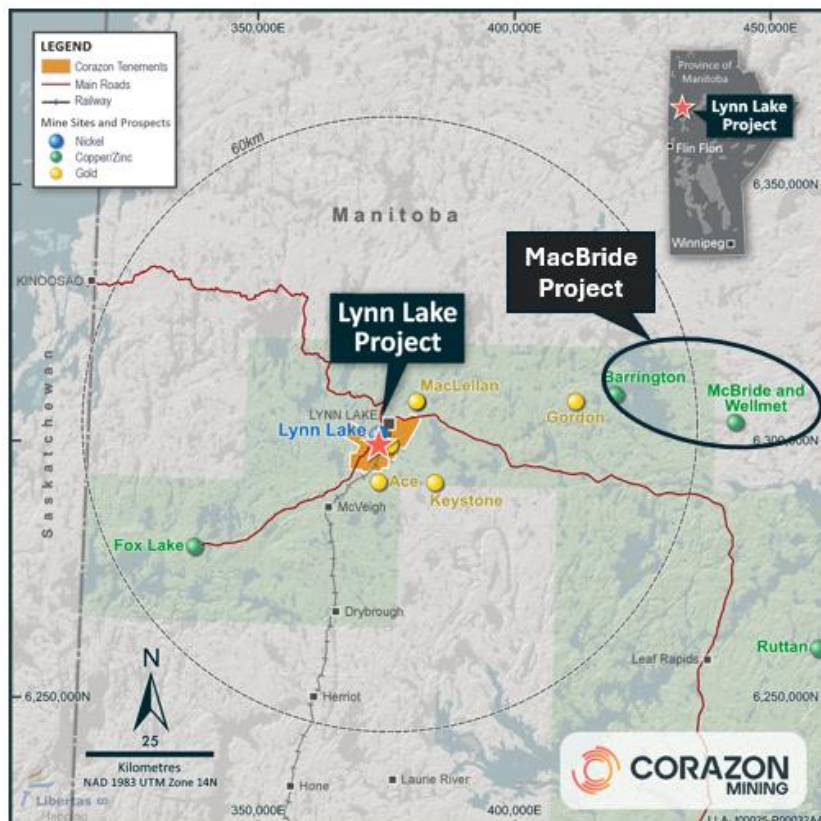 350,000E
400,000E
450,000E
LEGEND
Corazon Tenements
Main Roads
Railway
Mine Sites and Prospects
Nickel
Copper/Zinc
Gold
60km
Province of
Manitoba
Lynn Lake
Project
Flin Flon
Winnipeg
6,350,000N
Manitoba
MacBride
Project
KINOOSAO
Lynn Lake
Project
Saskatchewan
MacLellan
Barrington
McBride and
Wellmet
LYNN LAKE
Lynn Lake
Gordon
6,300,000N
Ace
Keystone
McVeigh
Fox Lake
Drybrough
Ruttan
Leaf Rapids
N
6,250,000N
6,250,000N
Herriot
25
Kilometres
NAD 1983 UTM Zone 14N
Hone
Laurie River
CORAZON
MINING
Libertas
350,000E
400,000E